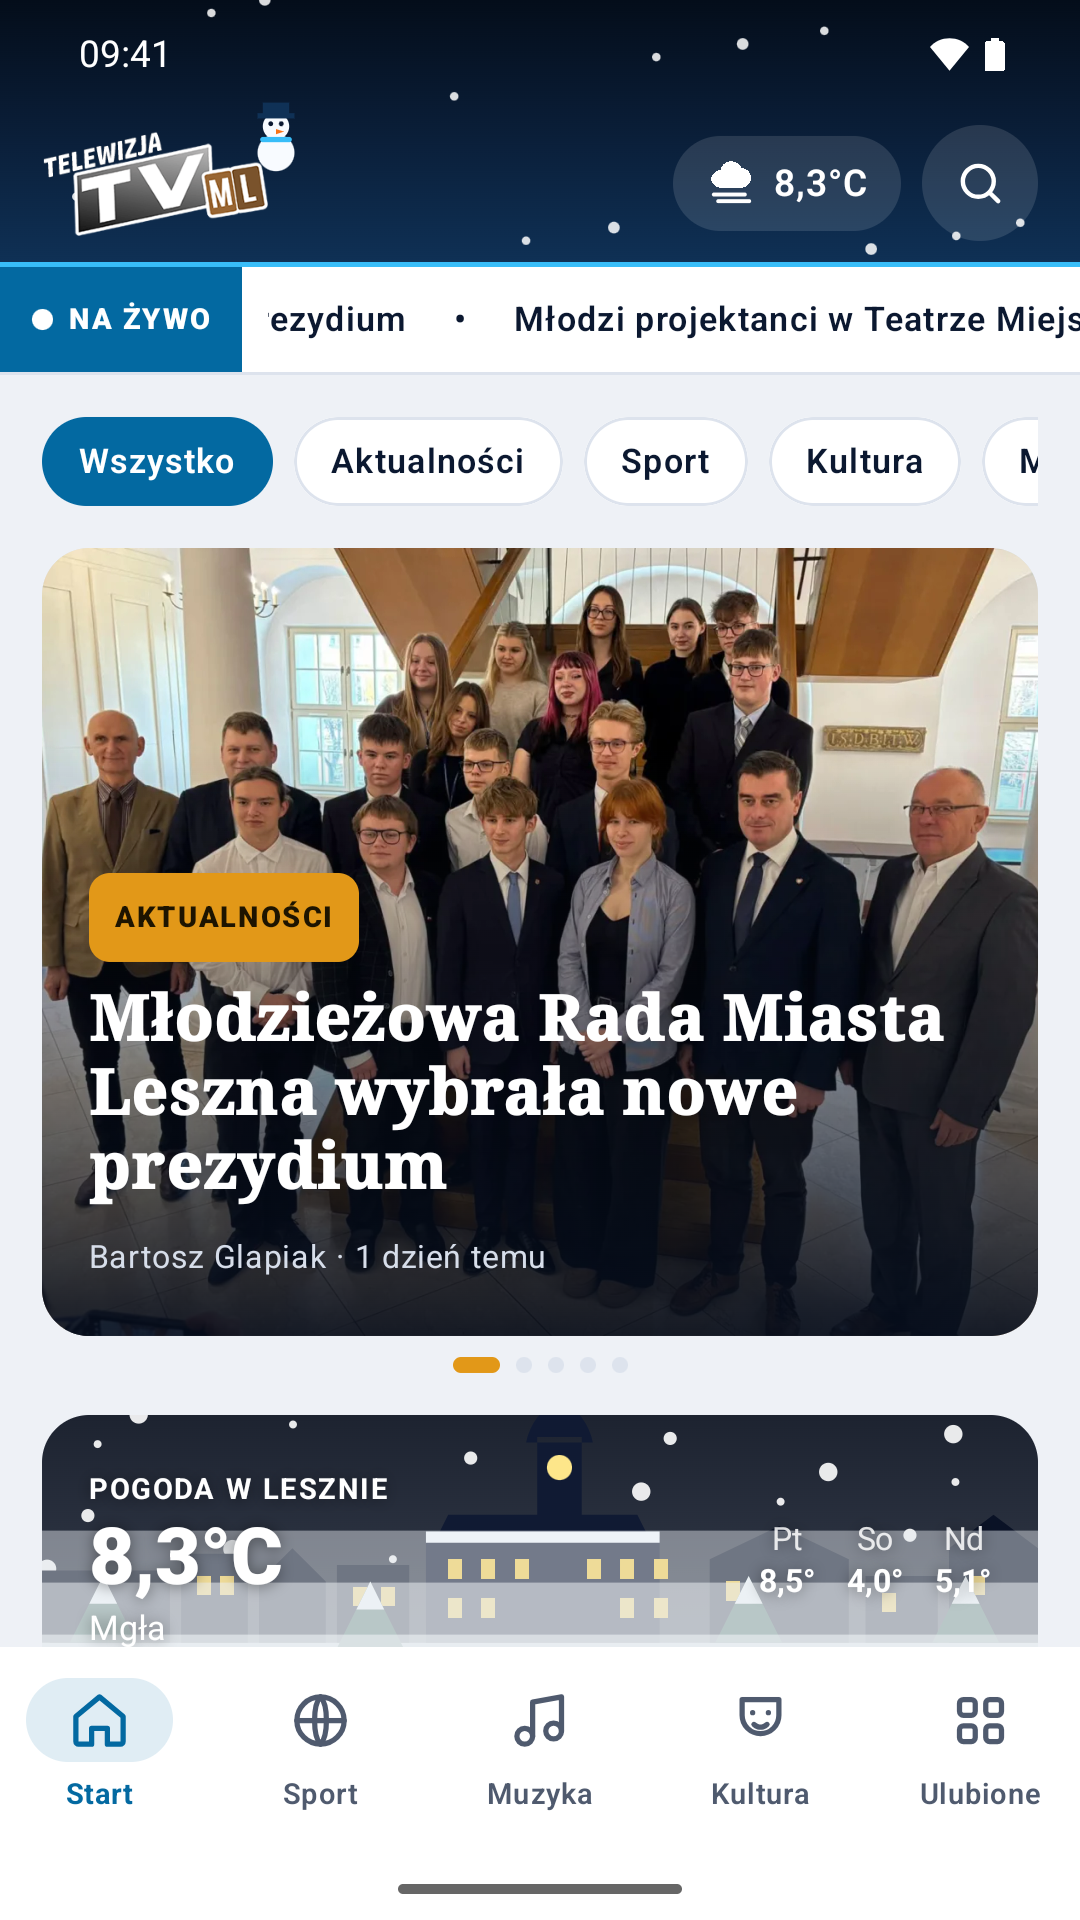 09:41
TELEWIZJA
TVML
8,3°C
NA ŻYWO
ezydium • Młodzi projektanci w Teatrze Miejs
Wszystko
Aktualności
Sport
Kultura
AKTUALNOŚCI
Młodzieżowa Rada Miasta
Leszna wybrała nowe
prezydium
Bartosz Glapiak · 1 dzień temu
POGODA W LESZNIE
8,3°C
Mgła
Pt So Nd
8,5° 4,0° 5,1°
Start
Sport
Muzyka
Kultura
Ulubione